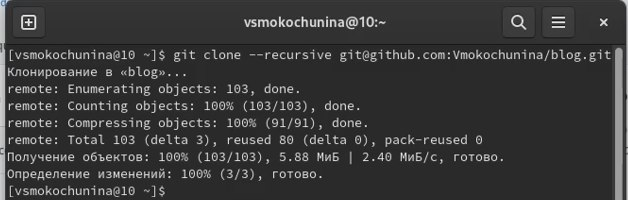 vsmokochunina@10:~
[vsmokochunina@10 ~]$ git clone --recursive git@github.com:Vmokochunina/blog.git
Клонирование в «blog»...
remote: Enumerating objects: 103, done.
remote: Counting objects: 100% (103/103), done.
remote: Compressing objects: 100% (91/91), done.
remote: Total 103 (delta 3), reused 80 (delta 0), pack-reused 0
Получение объектов: 100% (103/103), 5.88 МиБ | 2.40 МиБ/с, готово.
Определение изменений: 100% (3/3), готово.
[vsmokochunina@10 ~]$